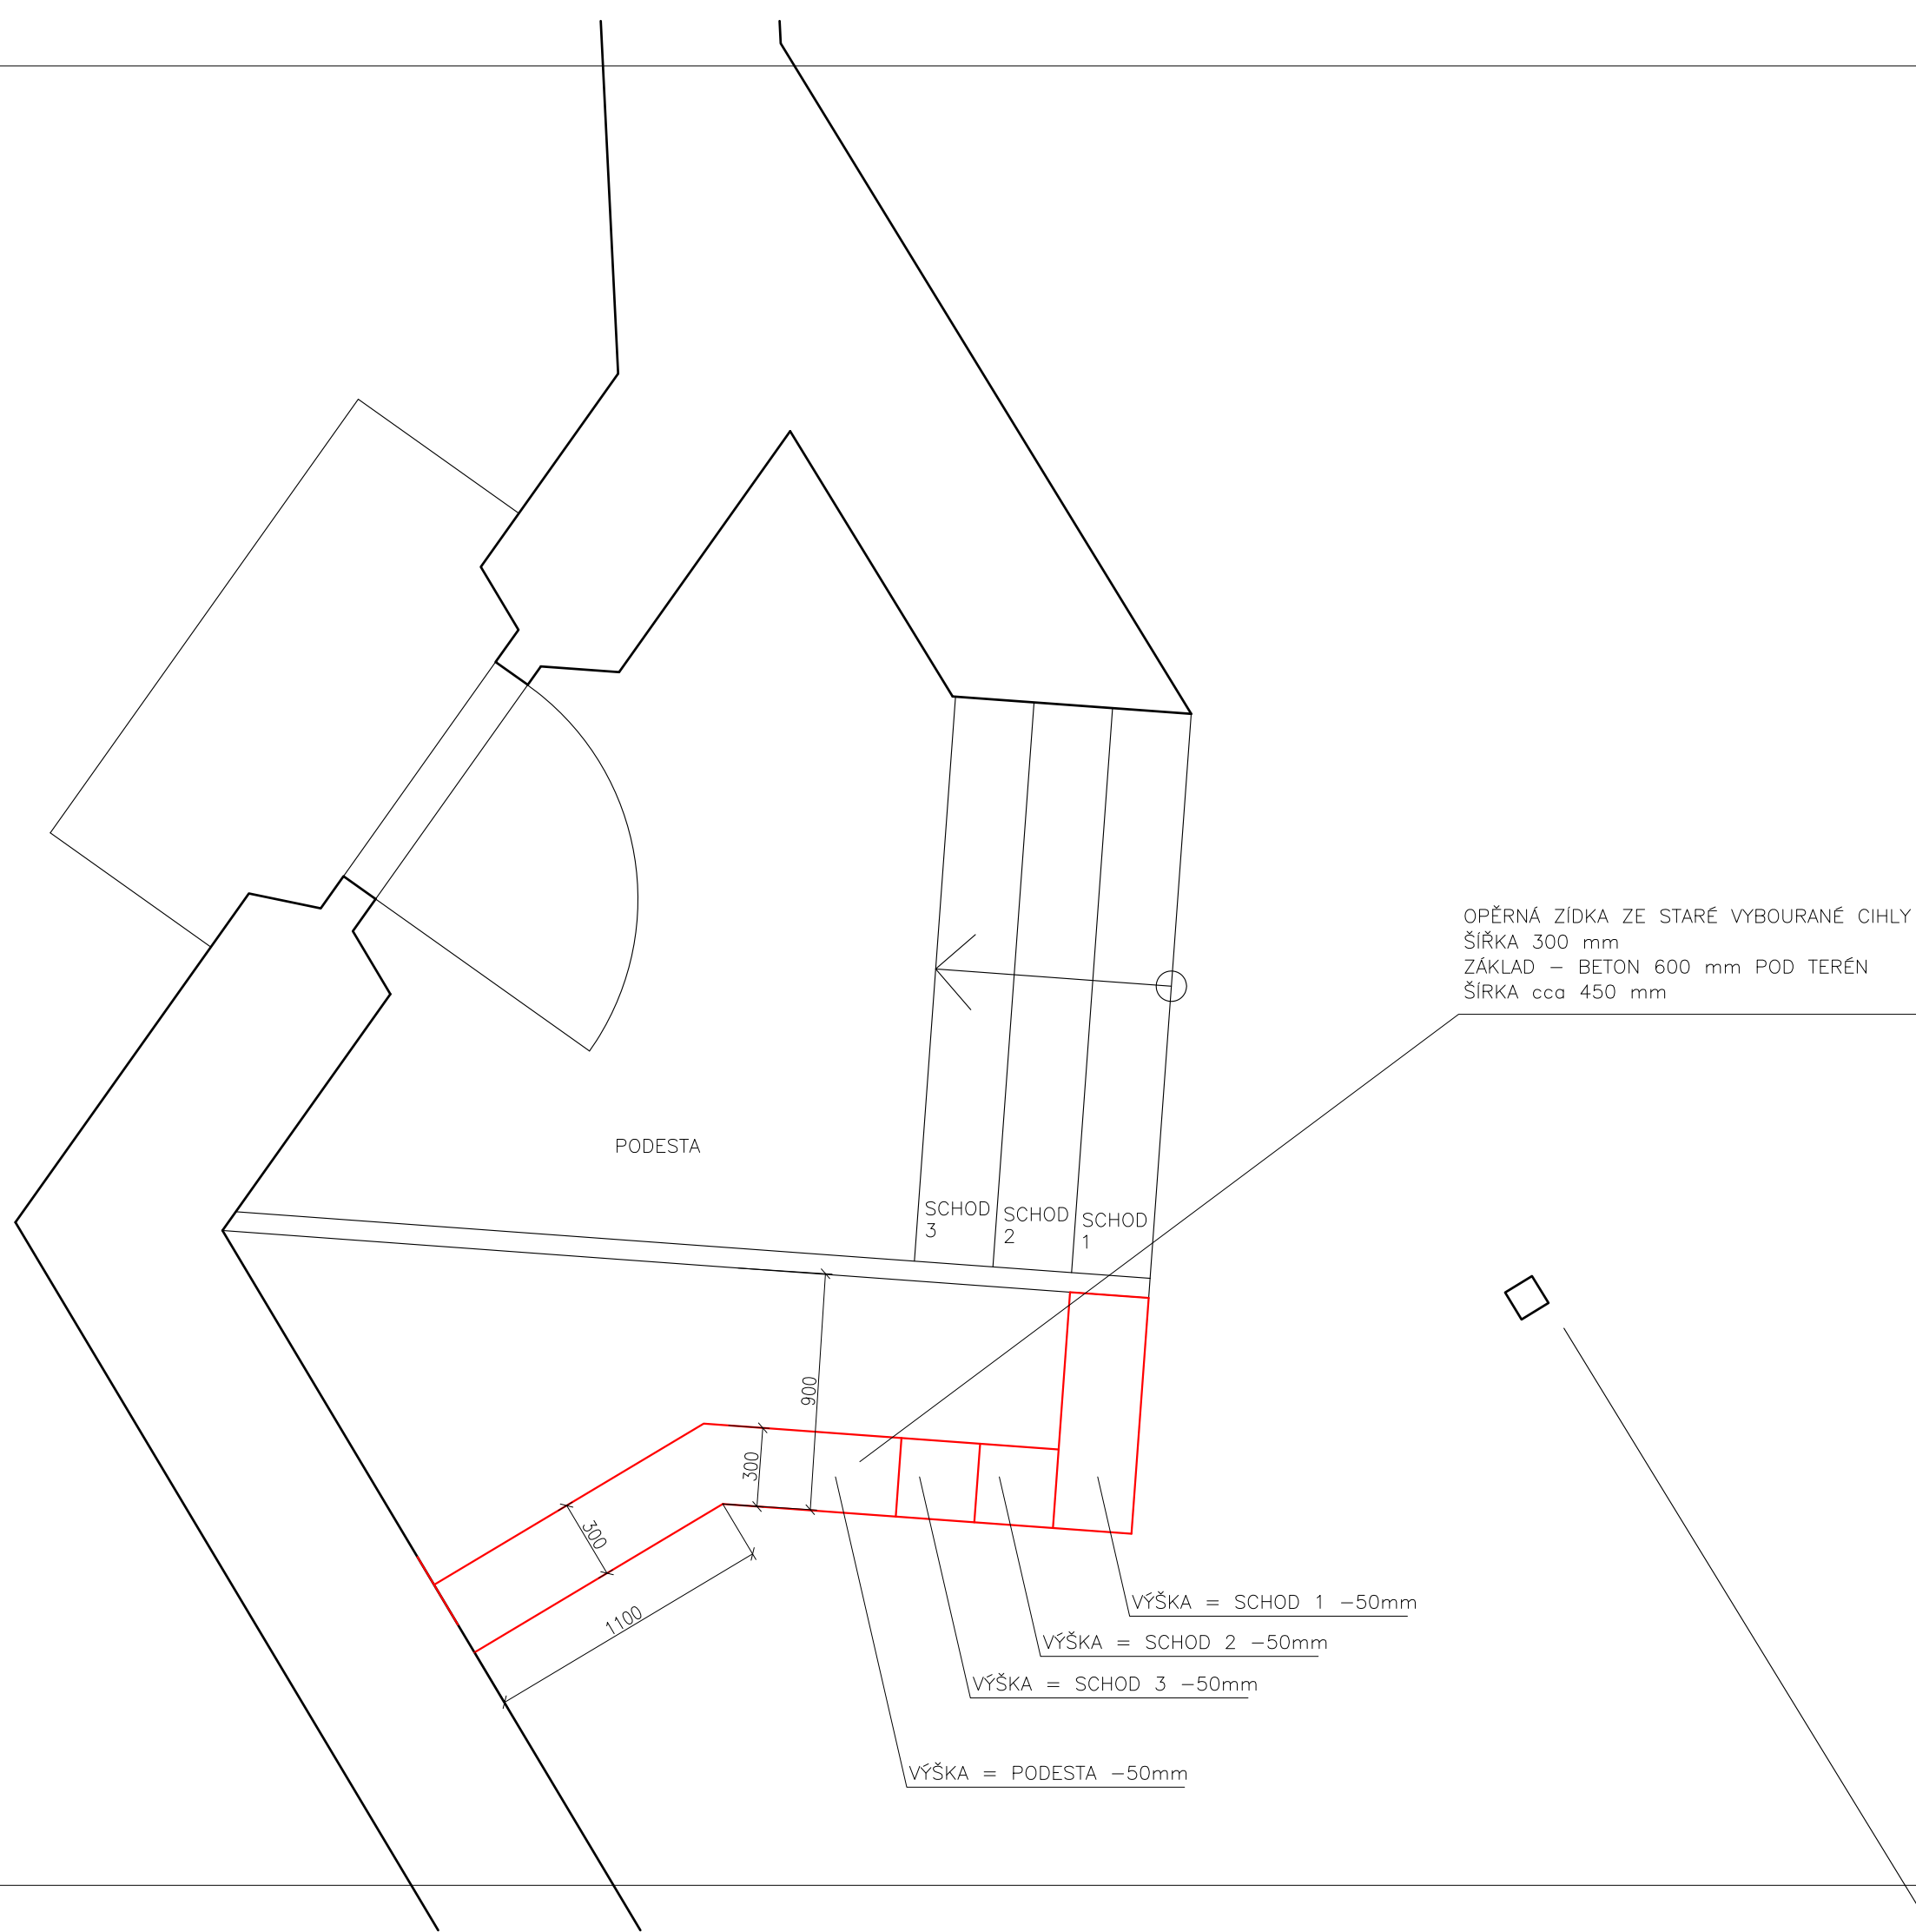 OPĚRNÁ ZÍDKA ZE STARÉ VYBOURANÉ CIHLY
ŠÍŘKA 300 mm
ZÁKLAD – BETON 600 mm POD TERÉN
ŠÍRKA cca 450 mm
PODESTA
SCHOD
3
SCHOD
2
SCHOD
1
900
300
300
1100
VÝŠKA = SCHOD 1 –50mm
VÝŠKA = SCHOD 2 –50mm
VÝŠKA = SCHOD 3 –50mm
VÝŠKA = PODESTA –50mm